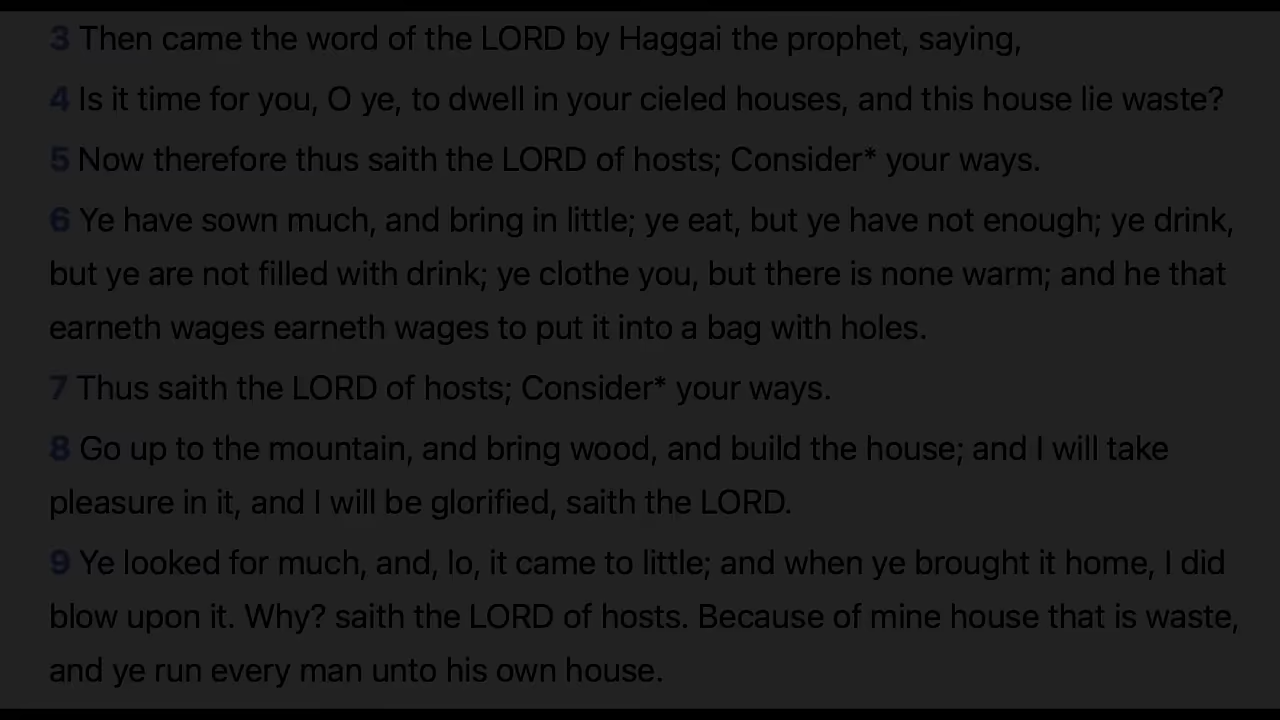 3 Then came the word of the LORD by Haggai the prophet, saying,
4 Is it time for you, O ye, to dwell in your cieled houses, and this house lie waste?
5 Now therefore thus saith the LORD of hosts; Consider* your ways.
6 Ye have sown much, and bring in little; ye eat, but ye have not enough; ye drink,
but ye are not filled with drink; ye clothe you, but there is none warm; and he that
earneth wages earneth wages to put it into a bag with holes.
7 Thus saith the LORD of hosts; Consider* your ways.
8 Go up to the mountain, and bring wood, and build the house; and I will take
pleasure in it, and I will be glorified, saith the LORD.
9 Ye looked for much, and, lo, it came to little; and when ye brought it home, I did
blow upon it. Why? saith the LORD of hosts. Because of mine house that is waste,
and ye run every man unto his own house.